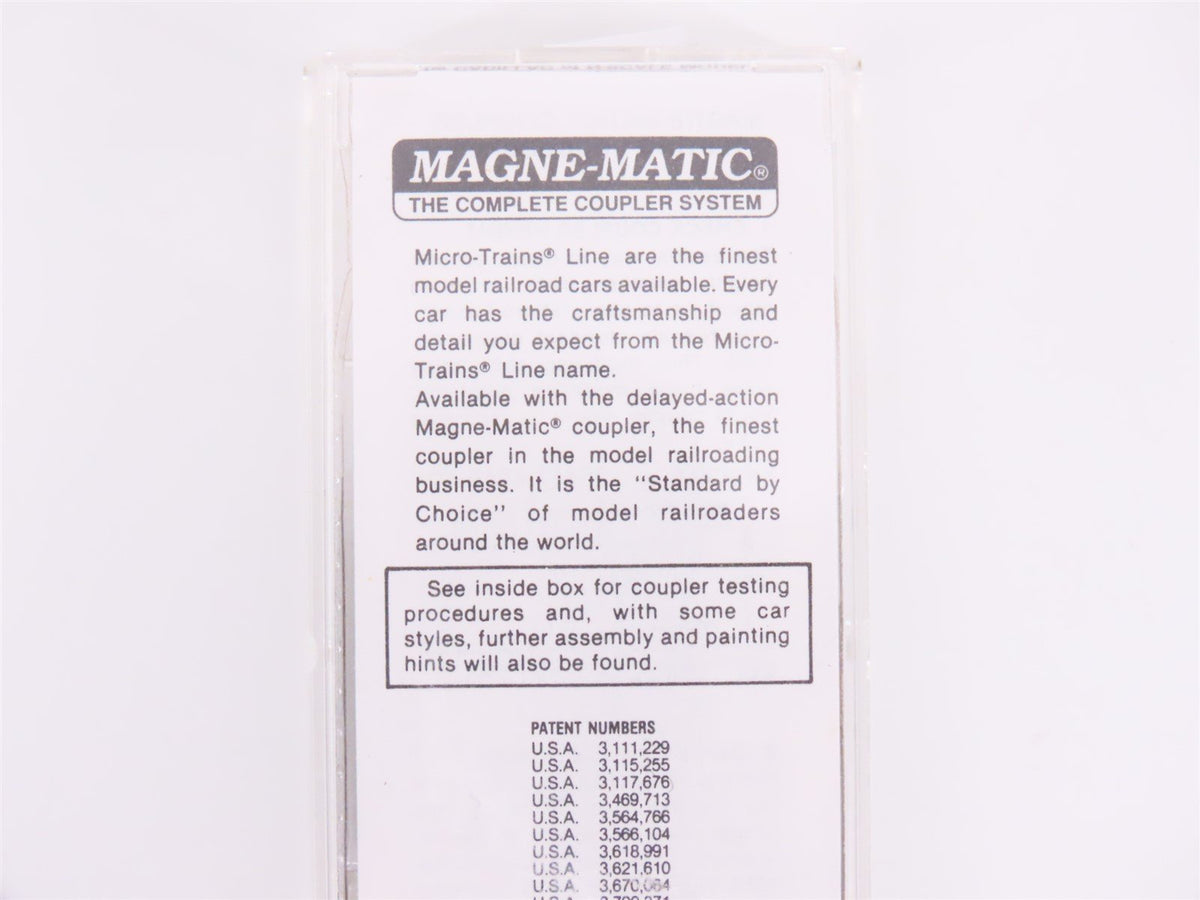 MAGNE-MATIC®
THE COMPLETE COUPLER SYSTEM
Micro-Trains® Line are the finest
model railroad cars available. Every
car has the craftsmanship and
detail you expect from the Micro-
Trains® Line name.
Available with the delayed-action
Magne-Matic® coupler, the finest
coupler in the model railroading
business. It is the "Standard by
Choice" of model railroaders
around the world.
See inside box for coupler testing
procedures and, with some car
styles, further assembly and painting
hints will also be found.
PATENT NUMBERS
U.S.A. 3,111,229
U.S.A. 3,115,255
U.S.A. 3,117,676
U.S.A. 3,469,713
U.S.A. 3,564,766
U.S.A. 3,566,104
U.S.A. 3,618,991
U.S.A. 3,621,610
U.S.A. 3,670,064
U.S.A.